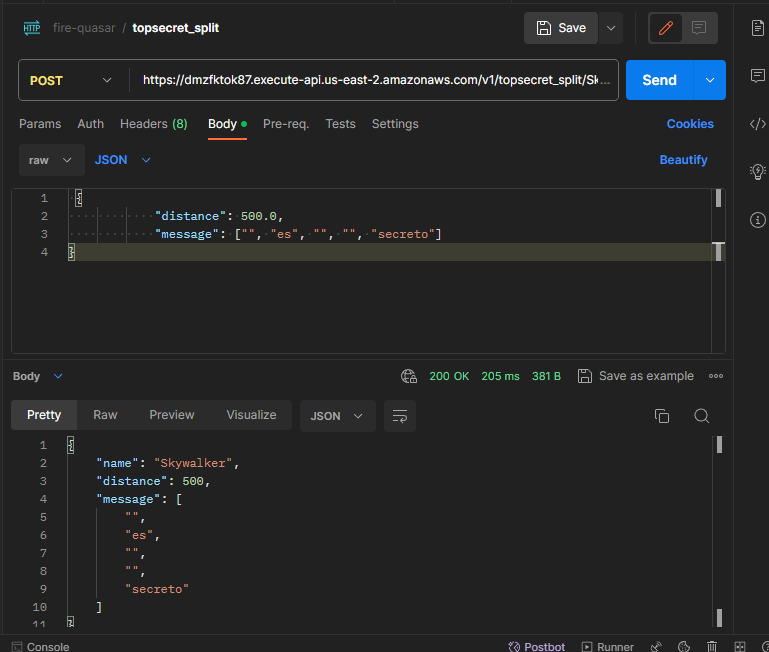 HTTP fire-quasar / topsecret_split Save
POST https://dmzfktok87.execute-api.us-east-2.amazonaws.com/v1/topsecret_split/Sk... Send
Params Auth Headers (8) Body Pre-req. Tests Settings Cookies
raw JSON Beautify
1 {
2 "distance": 500.0,
3 "message": ["", "es", "", "", "secreto"]
4 }
Body 200 OK 205 ms 381 B Save as example
Pretty Raw Preview Visualize JSON
1 {
2 "name": "Skywalker",
3 "distance": 500,
4 "message": [
5 "",
6 "es",
7 "",
8 "",
9 "secreto"
10 ]
11 }
Console Postbot Runner